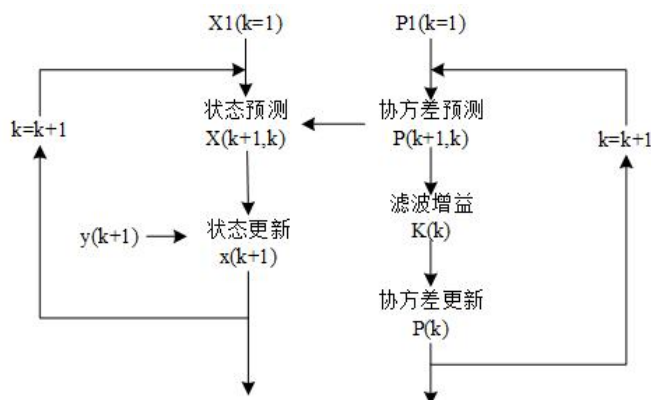 X1(k=1)
P1(k=1)
状态预测
X(k+1,k)
协方差预测
P(k+1,k)
k=k+1
k=k+1
滤波增益
K(k)
y(k+1)
状态更新
x(k+1)
协方差更新
P(k)